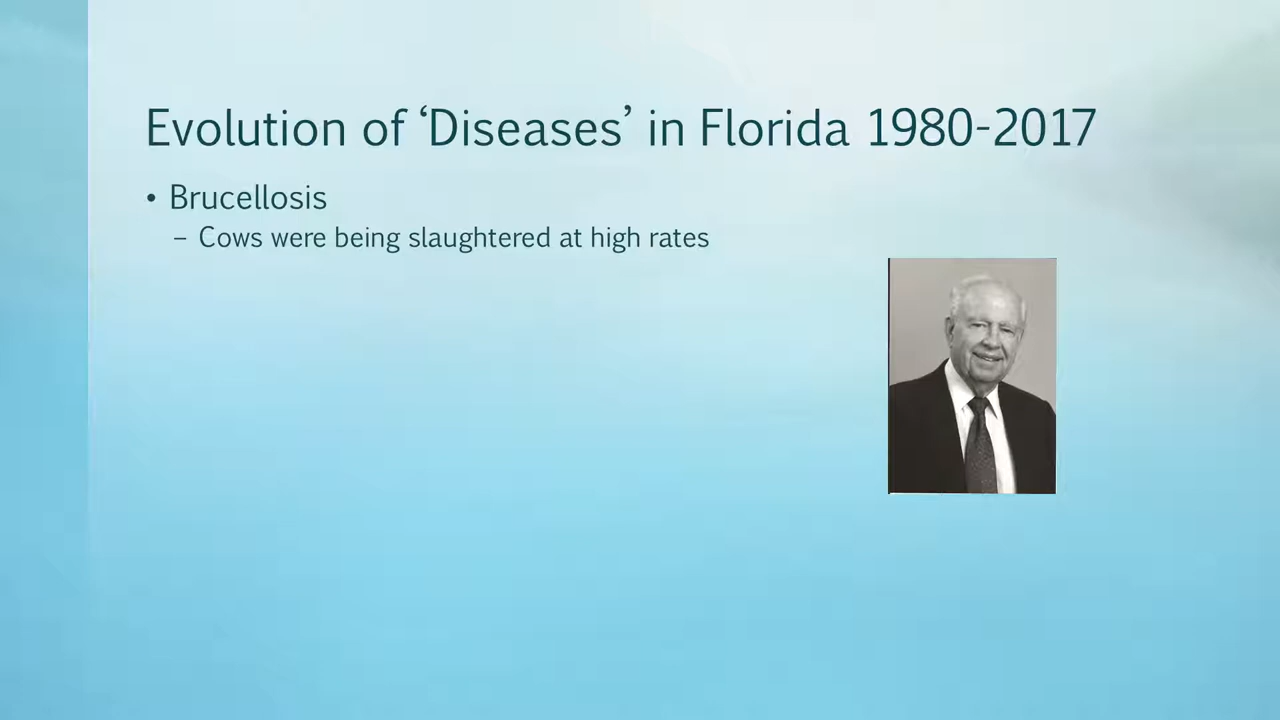 Evolution of ‘Diseases’ in Florida 1980-2017
• Brucellosis
– Cows were being slaughtered at high rates